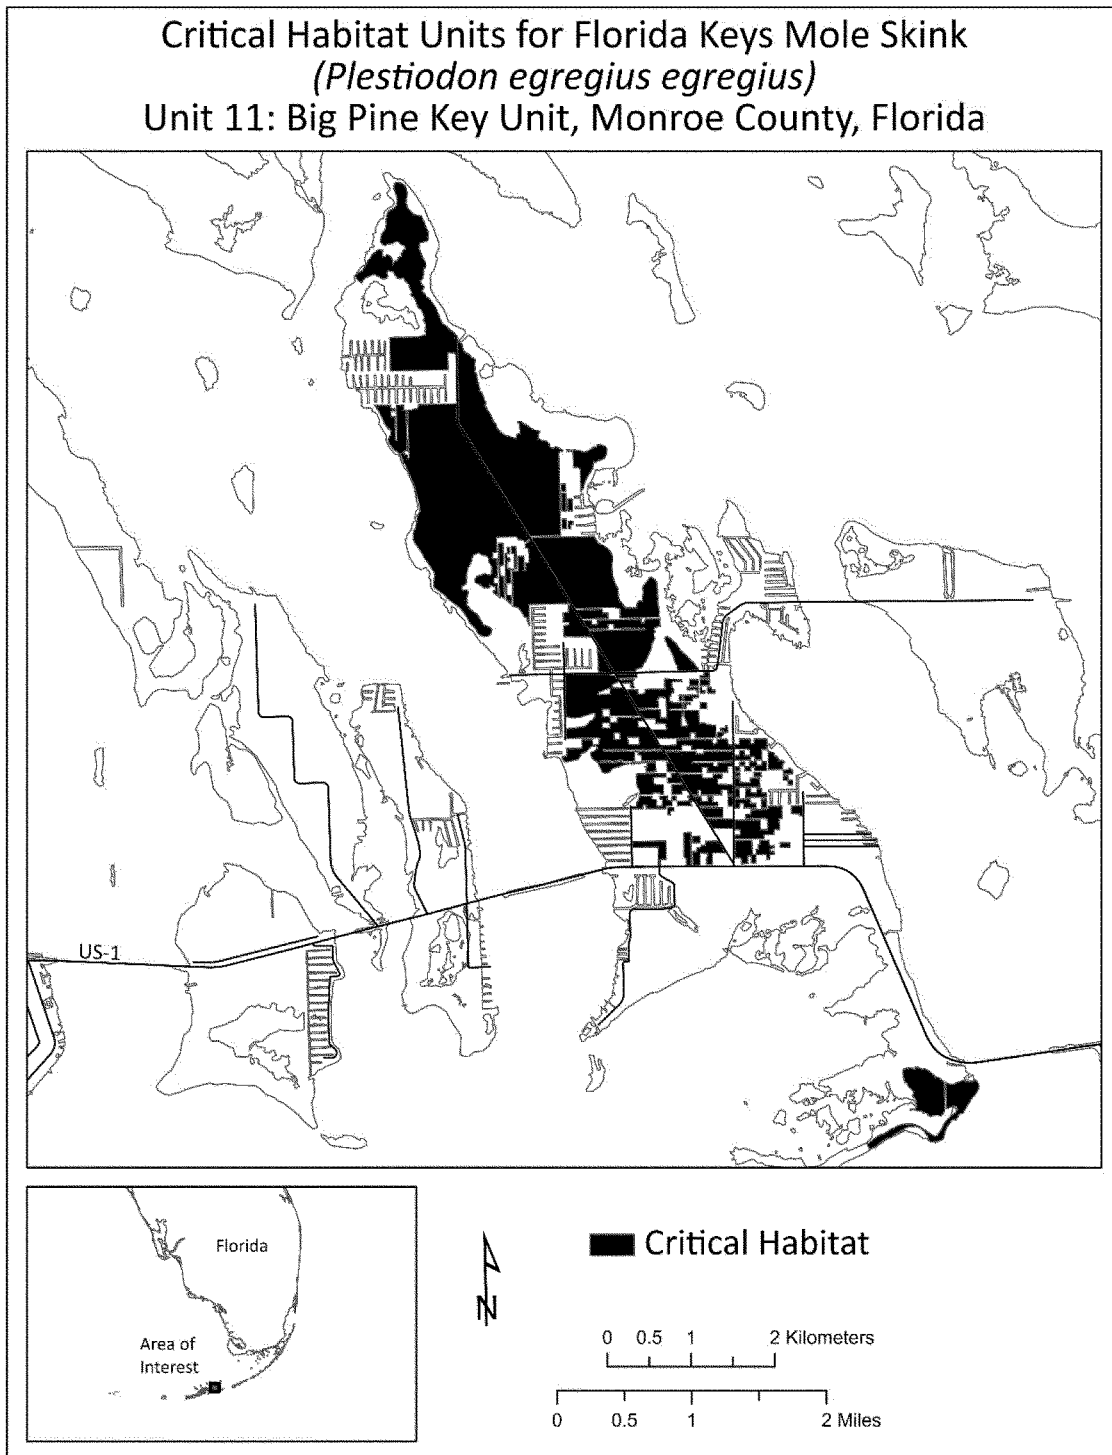 Critical Habitat Units for Florida Keys Mole Skink
(Plestiodon egregius egregius)
Unit 11: Big Pine Key Unit, Monroe County, Florida
US-1
Florida
Area of
Interest
N
Critical Habitat
0 0.5 1 2 Kilometers
0 0.5 1 2 Miles